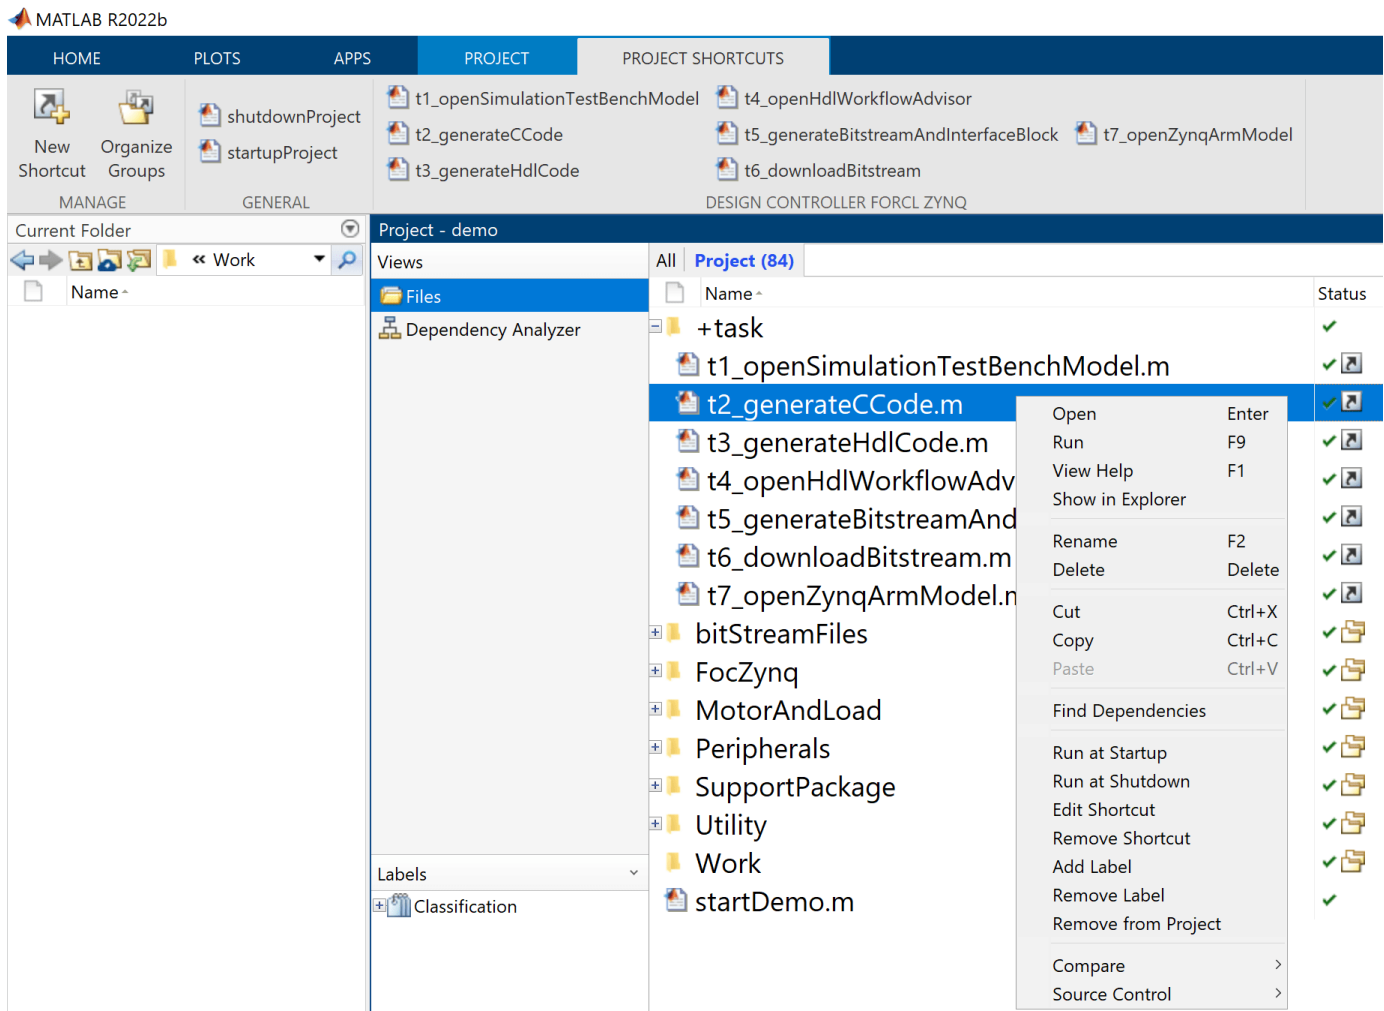 MATLAB R2022b
HOME PLOTS APPS PROJECT PROJECT SHORTCUTS
New Shortcut
Organize Groups
MANAGE
shutdownProject
startupProject
GENERAL
t1_openSimulationTestBenchModel
t2_generateCCode
t3_generateHdlCode
t4_openHdlWorkflowAdvisor
t5_generateBitstreamAndInterfaceBlock
t6_downloadBitstream
t7_openZynqArmModel
DESIGN CONTROLLER FORCL ZYNQ
Current Folder
« Work
Name
Project - demo
Views
Files
Dependency Analyzer
Labels
Classification
All Project (84)
Name Status
+task
t1_openSimulationTestBenchModel.m
t2_generateCCode.m
t3_generateHdlCode.m
t4_openHdlWorkflowAdv
t5_generateBitstreamAnd
t6_downloadBitstream.m
t7_openZynqArmModel.m
bitStreamFiles
FocZynq
MotorAndLoad
Peripherals
SupportPackage
Utility
Work
startDemo.m
Open Enter
Run F9
View Help F1
Show in Explorer
Rename F2
Delete Delete
Cut Ctrl+X
Copy Ctrl+C
Paste Ctrl+V
Find Dependencies
Run at Startup
Run at Shutdown
Edit Shortcut
Remove Shortcut
Add Label
Remove Label
Remove from Project
Compare
Source Control